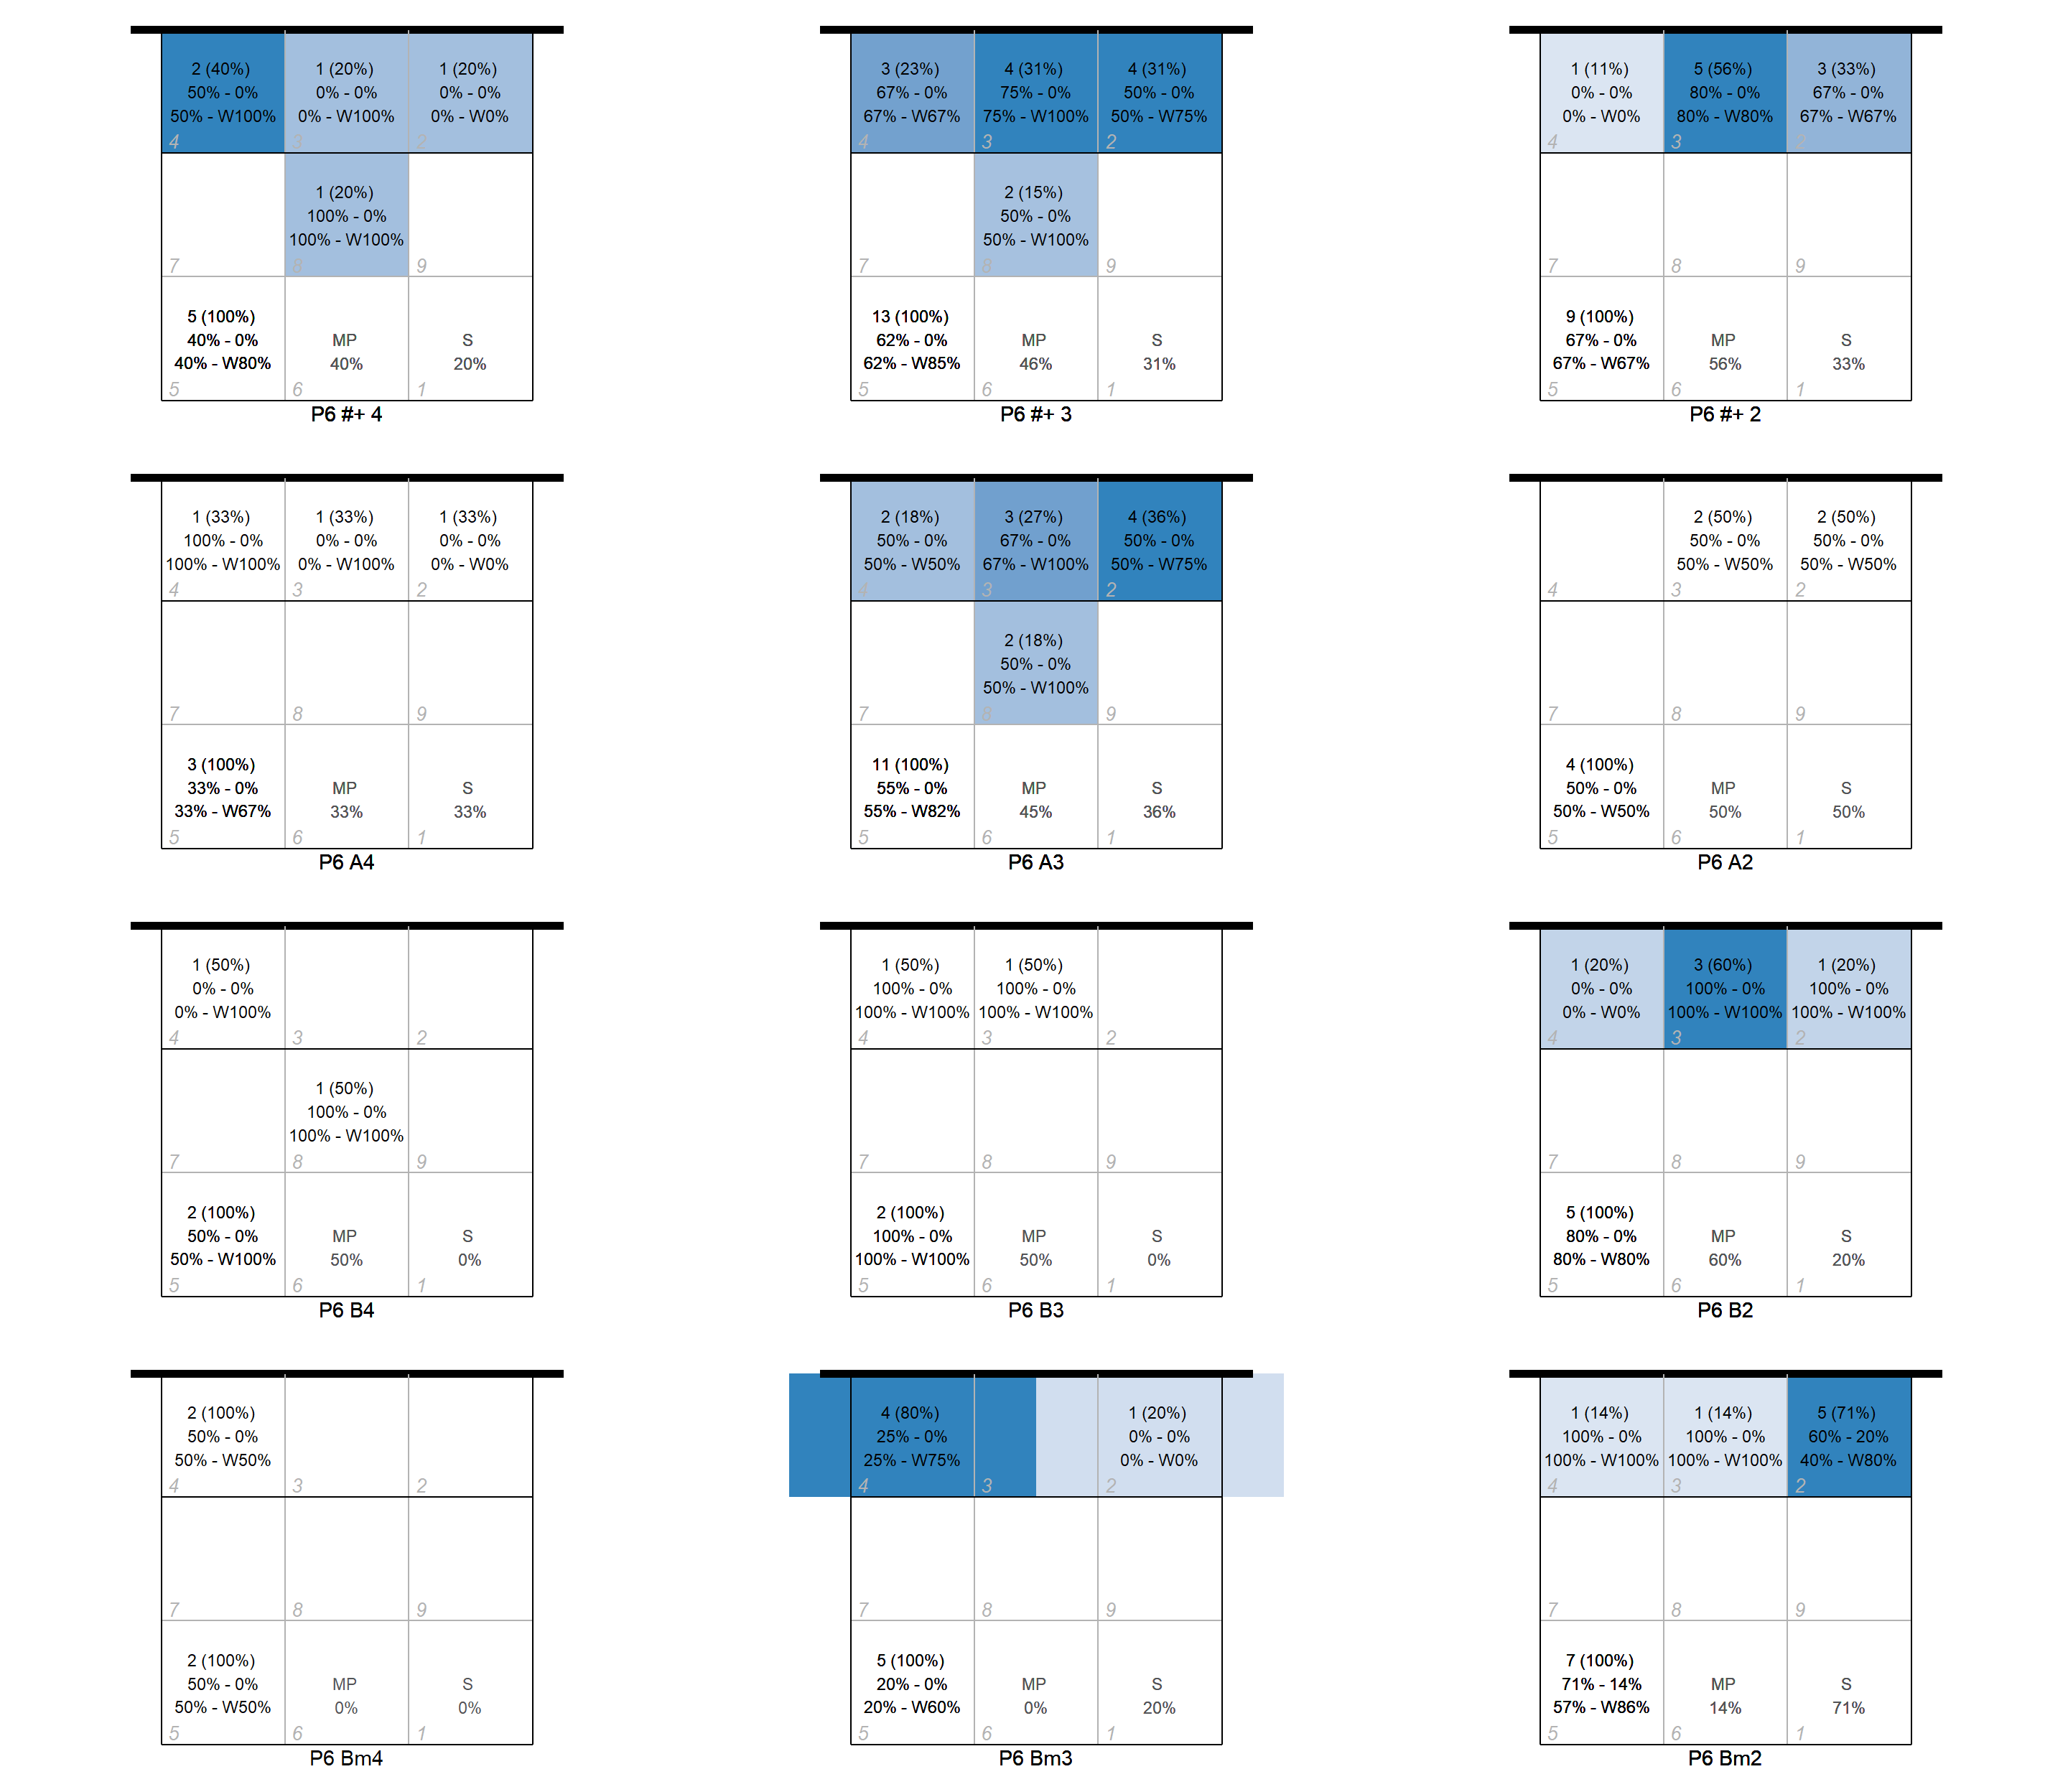 2 (40%) 1 (20%) 1 (20%)
50% - 0% 0% - 0% 0% - 0%
50% - W100% 0% - W100% 0% - W0%
4 3 2
1 (20%)
100% - 0%
100% - W100%
7 8 9
5 (100%)
40% - 0% MP S
40% - W80% 40% 20%
5 6 1
P6 #+ 4
3 (23%) 4 (31%) 4 (31%)
67% - 0% 75% - 0% 50% - 0%
67% - W67% 75% - W100% 50% - W75%
4 3 2
2 (15%)
50% - 0%
50% - W100%
7 8 9
13 (100%)
62% - 0% MP S
62% - W85% 46% 31%
5 6 1
P6 #+ 3
1 (11%) 5 (56%) 3 (33%)
0% - 0% 80% - 0% 67% - 0%
0% - W0% 80% - W80% 67% - W67%
4 3 2
7 8 9
9 (100%)
67% - 0% MP S
67% - W67% 56% 33%
5 6 1
P6 #+ 2
1 (33%) 1 (33%) 1 (33%)
100% - 0% 0% - 0% 0% - 0%
100% - W100% 0% - W100% 0% - W0%
4 3 2
7 8 9
3 (100%)
33% - 0% MP S
33% - W67% 33% 33%
5 6 1
P6 A4
2 (18%) 3 (27%) 4 (36%)
50% - 0% 67% - 0% 50% - 0%
50% - W50% 67% - W100% 50% - W75%
4 3 2
2 (18%)
50% - 0%
50% - W100%
7 8 9
11 (100%)
55% - 0% MP S
55% - W82% 45% 36%
5 6 1
P6 A3
2 (50%) 2 (50%)
50% - 0% 50% - 0%
50% - W50% 50% - W50%
4 3 2
7 8 9
4 (100%)
50% - 0% MP S
50% - W50% 50% 50%
5 6 1
P6 A2
1 (50%)
0% - 0%
0% - W100%
4 3 2
1 (50%)
100% - 0%
100% - W100%
7 8 9
2 (100%)
50% - 0% MP S
50% - W100% 50% 0%
5 6 1
P6 B4
1 (50%) 1 (50%)
100% - 0% 100% - 0%
100% - W100% 100% - W100%
4 3 2
7 8 9
2 (100%)
100% - 0% MP S
100% - W100% 50% 0%
5 6 1
P6 B3
1 (20%) 3 (60%) 1 (20%)
0% - 0% 100% - 0% 100% - 0%
0% - W0% 100% - W100% 100% - W100%
4 3 2
7 8 9
5 (100%)
80% - 0% MP S
80% - W80% 60% 20%
5 6 1
P6 B2
2 (100%)
50% - 0%
50% - W50%
4 3 2
7 8 9
2 (100%)
50% - 0% MP S
50% - W50% 0% 0%
5 6 1
P6 Bm4
4 (80%) 1 (20%)
25% - 0% 0% - 0%
25% - W75% 0% - W0%
4 3 2
7 8 9
5 (100%)
20% - 0% MP S
20% - W60% 0% 20%
5 6 1
P6 Bm3
1 (14%) 1 (14%) 5 (71%)
100% - 0% 100% - 0% 60% - 20%
100% - W100% 100% - W100% 40% - W80%
4 3 2
7 8 9
7 (100%)
71% - 14% MP S
57% - W86% 14% 71%
5 6 1
P6 Bm2